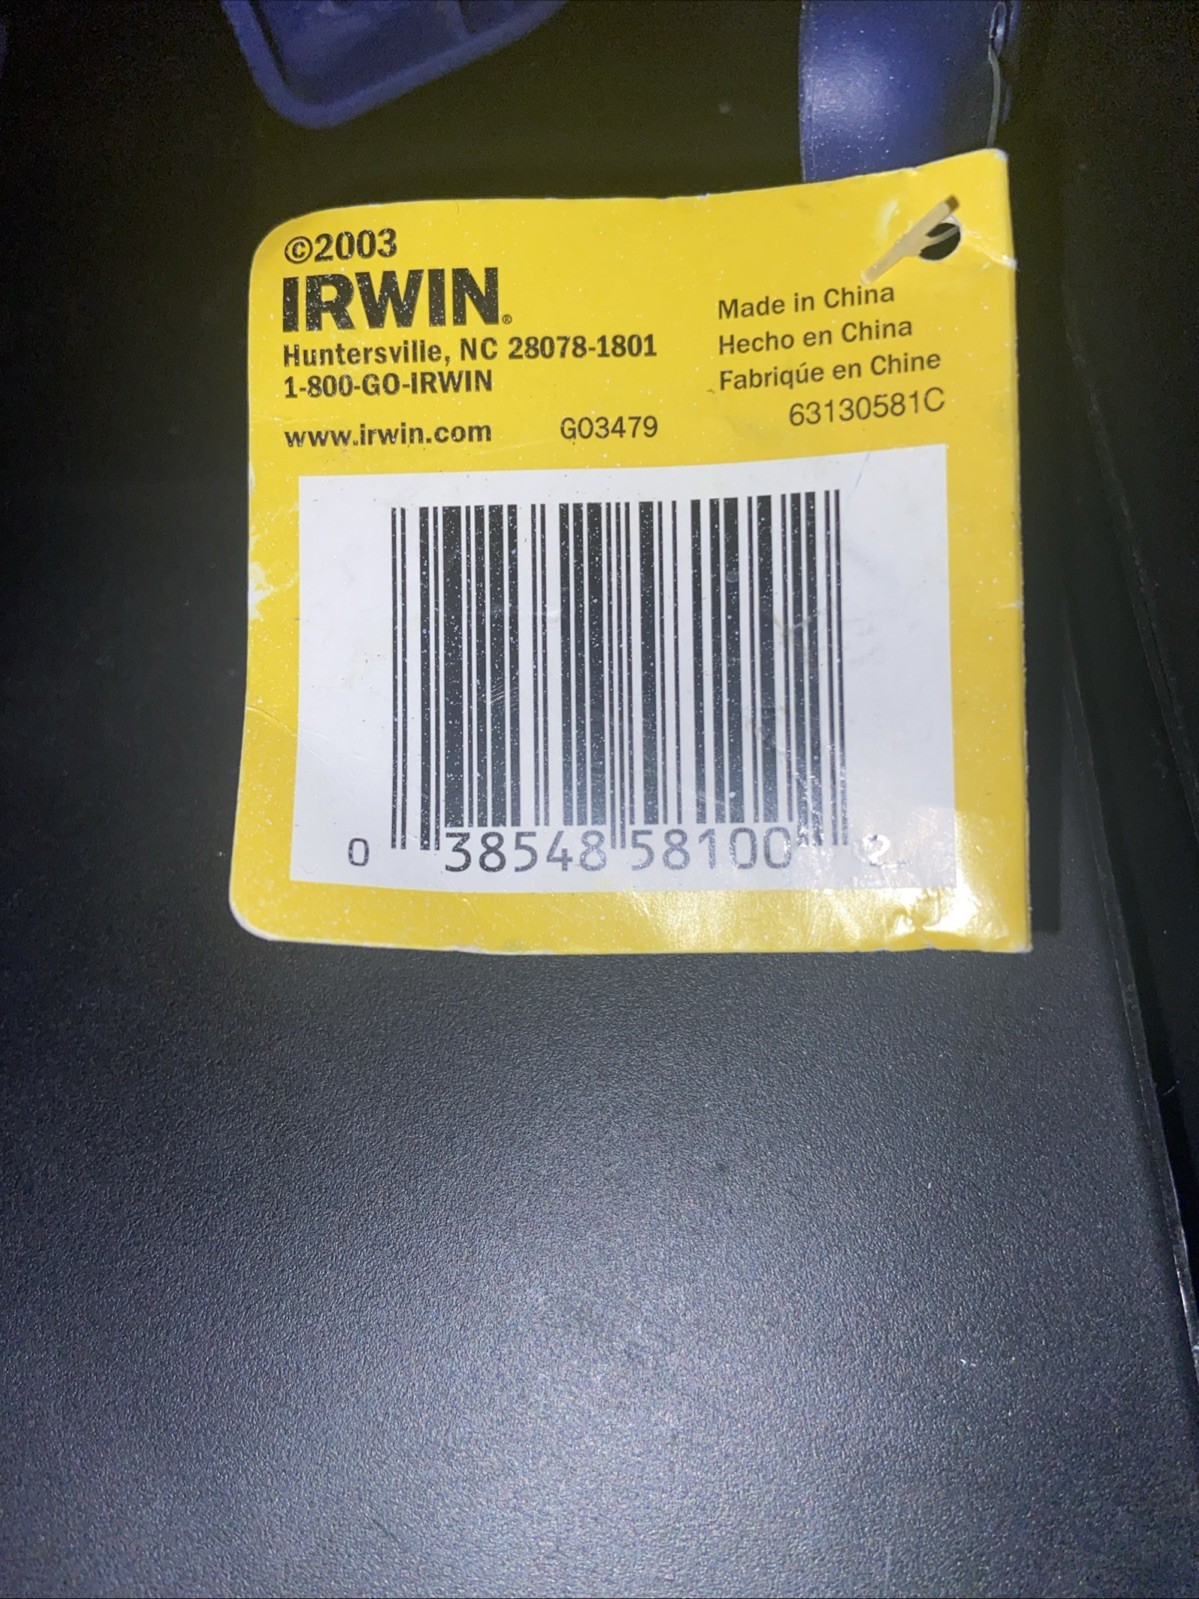 ©2003
IRWIN®
Huntersville, NC 28078-1801
1-800-GO-IRWIN
www.irwin.com
G03479
Made in China
Hecho en China
Fabriqúe en Chine
63130581C
0 38548 58100 2